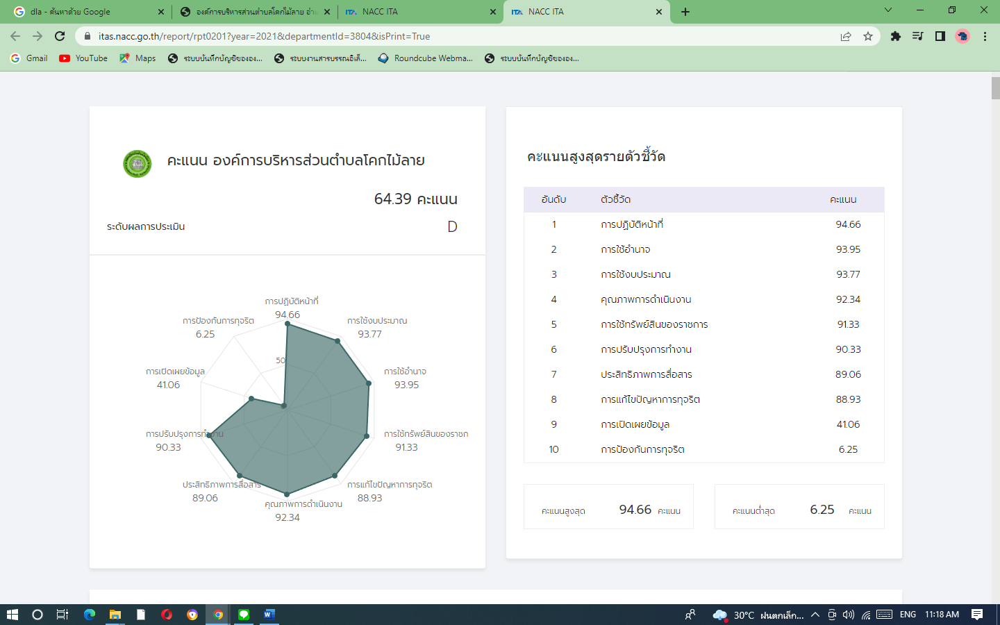 dla - ค้นหาด้วย Google
องค์การบริหารส่วนตำบลโคกไม้ลาย อำเ
NACC ITA
NACC ITA
itas.nacc.go.th/report/rpt0201?year=2021&departmentId=3804&isPrint=True
Gmail
YouTube
Maps
ระบบบันทึกบัญชีขององ...
ระบบงานสารบรรณอิเล็...
Roundcube Webma...
ระบบบันทึกบัญชีขององ...
คะแนน องค์การบริหารส่วนตำบลโคกไม้ลาย
64.39 คะแนน
ระดับผลการประเมิน D
การปฏิบัติหน้าที่
94.66
การป้องกันการทุจริต
6.25
การใช้งบประมาณ
93.77
50
การเปิดเผยข้อมูล
41.06
การใช้อำนาจ
93.95
การปรับปรุงการทำงาน
90.33
การใช้ทรัพย์สินของราชก
91.33
ประสิทธิภาพการสื่อสาร
89.06
การแก้ไขปัญหาการทุจริต
88.93
คุณภาพการดำเนินงาน
92.34
คะแนนสูงสุดรายตัวชี้วัด
อันดับ ตัวชี้วัด คะแนน
1 การปฏิบัติหน้าที่ 94.66
2 การใช้อำนาจ 93.95
3 การใช้งบประมาณ 93.77
4 คุณภาพการดำเนินงาน 92.34
5 การใช้ทรัพย์สินของราชการ 91.33
6 การปรับปรุงการทำงาน 90.33
7 ประสิทธิภาพการสื่อสาร 89.06
8 การแก้ไขปัญหาการทุจริต 88.93
9 การเปิดเผยข้อมูล 41.06
10 การป้องกันการทุจริต 6.25
คะแนนสูงสุด 94.66 คะแนน
คะแนนต่ำสุด 6.25 คะแนน
30°C ฝนตกเล็ก... ENG 11:18 AM